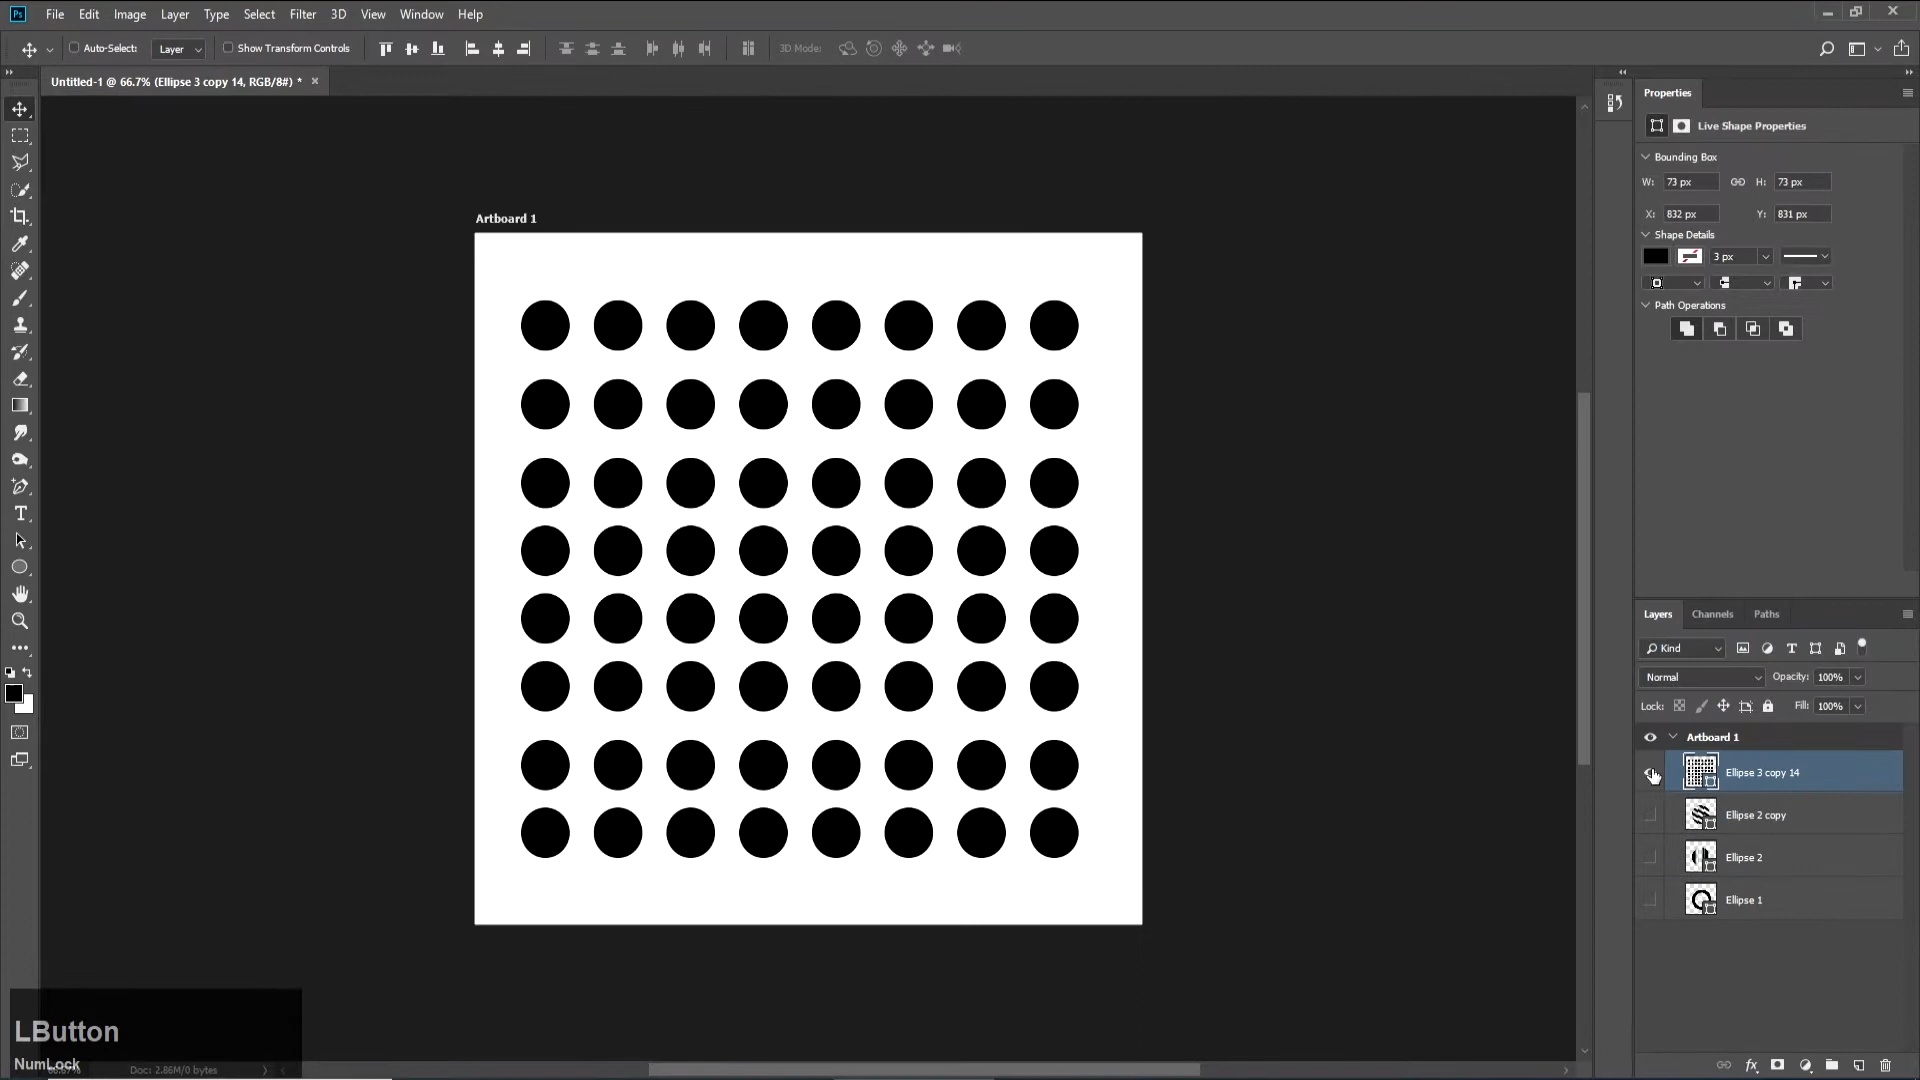 Ps File Edit Image Layer Type Select Filter 3D View Window Help
Auto-Select: Layer Show Transform Controls 3D Mode:
Untitled-1 @ 66.7% (Ellipse 3 copy 14, RGB/8#) *
Properties
Live Shape Properties
Artboard 1
Bounding Box
W: 73 px H: 73 px
X: 832 px Y: 831 px
Shape Details
3 px
Path Operations
Layers Channels Paths
Kind
Normal Opacity: 100%
Lock: Fill: 100%
Artboard 1
Ellipse 3 copy 14
Ellipse 2 copy
Ellipse 2
Ellipse 1
LButton
NumLock
Doc: 2.86M/0 bytes